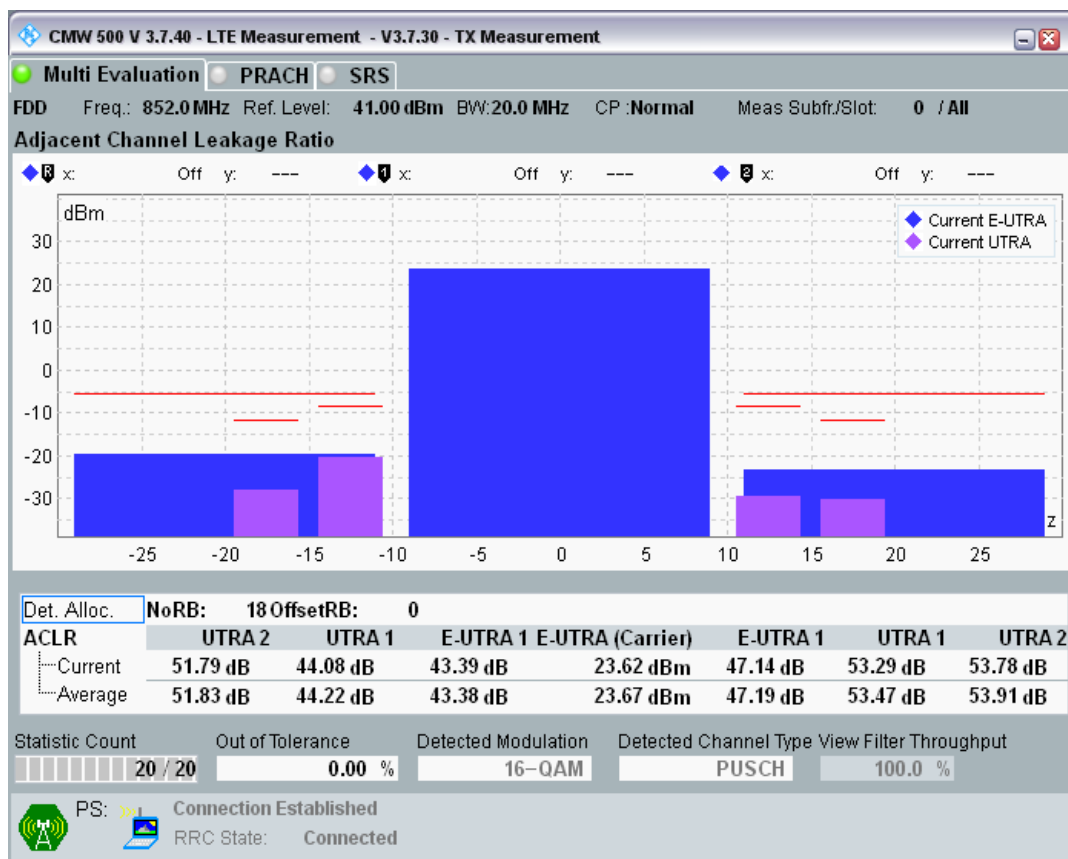 CMW 500 V 3.7.40 - LTE Measurement - V3.7.30 - TX Measurement
Multi Evaluation PRACH SRS
FDD Freq.: 852.0 MHz Ref. Level: 41.00 dBm BW:20.0 MHz CP :Normal Meas Subfr./Slot: 0 / All
Adjacent Channel Leakage Ratio
R x: Off y: --- 1 x: Off y: --- 2 x: Off y: ---
dBm
Current E-UTRA
Current UTRA
30
20
10
0
-10
-20
-30
z
-25 -20 -15 -10 -5 0 5 10 15 20 25
Det. Alloc. NoRB: 18 OffsetRB: 0
ACLR UTRA 2 UTRA 1 E-UTRA 1 E-UTRA (Carrier) E-UTRA 1 UTRA 1 UTRA 2
Current 51.79 dB 44.08 dB 43.39 dB 23.62 dBm 47.14 dB 53.29 dB 53.78 dB
Average 51.83 dB 44.22 dB 43.38 dB 23.67 dBm 47.19 dB 53.47 dB 53.91 dB
Statistic Count Out of Tolerance Detected Modulation Detected Channel Type View Filter Throughput
20 / 20 0.00 % 16-QAM PUSCH 100.0 %
PS: Connection Established
RRC State: Connected